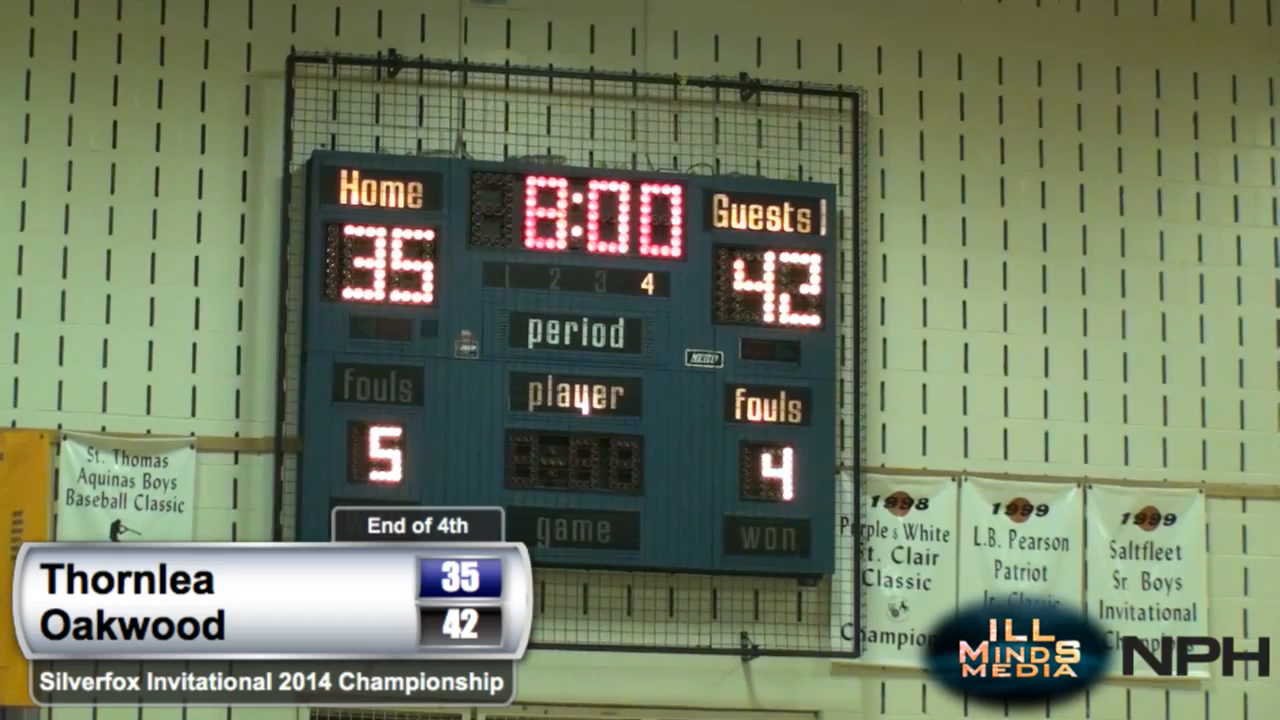 Home
8:00
Guests
35
42
1 2 3 4
period
fouls
player
fouls
5
4
game
won
St. Thomas
Aquinas Boys
Baseball Classic
1998
Purple & White
St. Clair
Classic
Champion
1999
L.B. Pearson
Patriot
Jr. Classic
1999
Saltfleet
Sr. Boys
Invitational
End of 4th
Thornlea 35
Oakwood 42
Silverfox Invitational 2014 Championship
ILL
MINDS
MEDIA
NPH